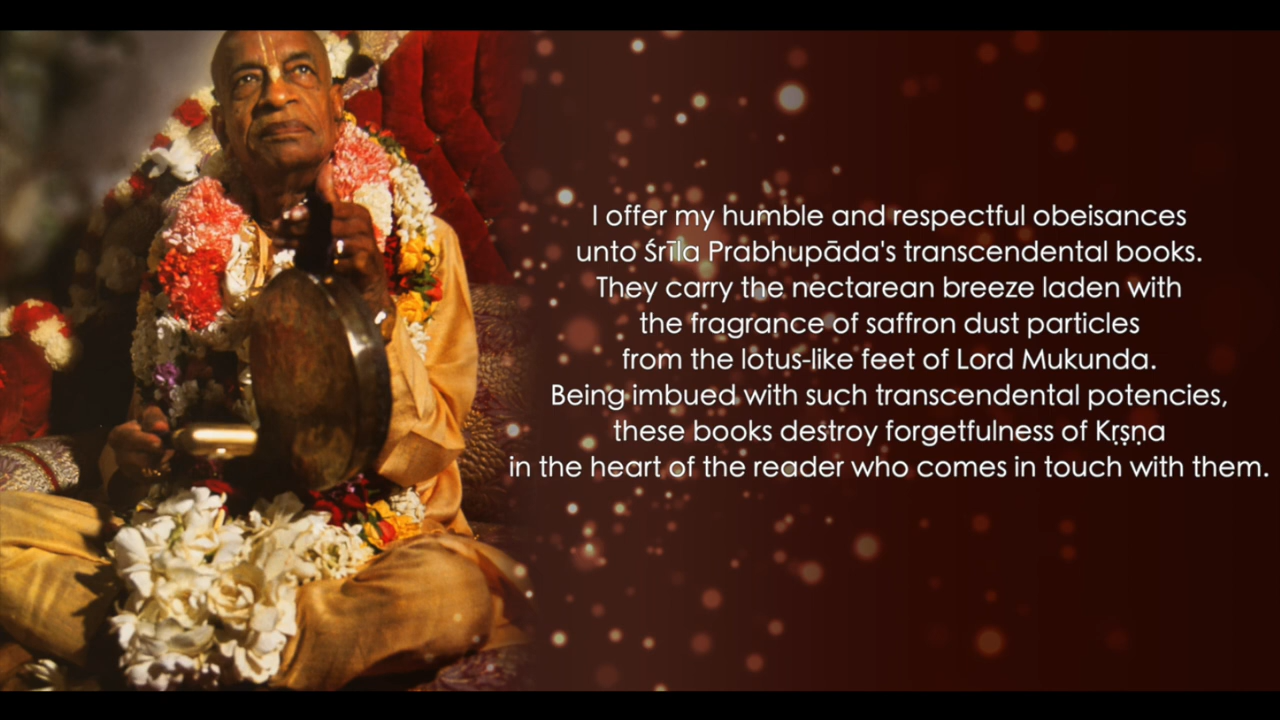 I offer my humble and respectful obeisances
unto Śrīla Prabhupāda's transcendental books.
They carry the nectarean breeze laden with
the fragrance of saffron dust particles
from the lotus-like feet of Lord Mukunda.
Being imbued with such transcendental potencies,
these books destroy forgetfulness of Kṛṣṇa
in the heart of the reader who comes in touch with them.